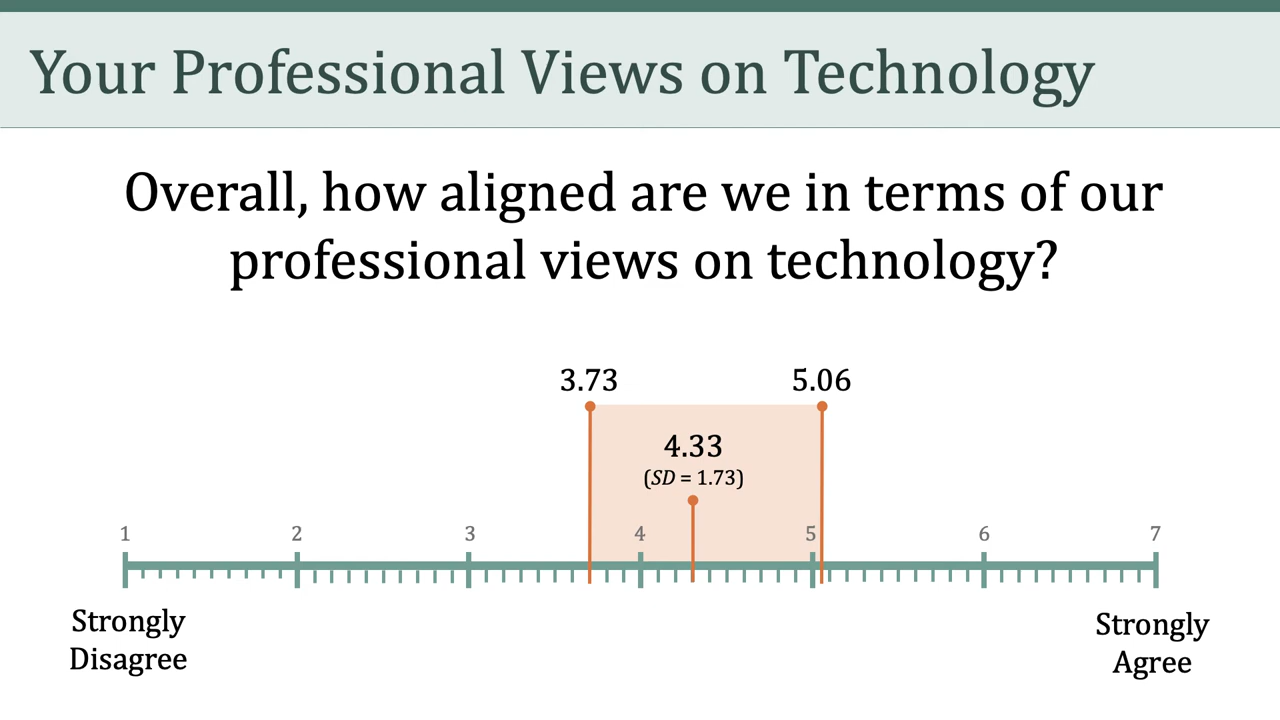 Your Professional Views on Technology
Overall, how aligned are we in terms of our
professional views on technology?
3.73
5.06
4.33
(SD = 1.73)
1
2
3
4
5
6
7
Strongly
Disagree
Strongly
Agree